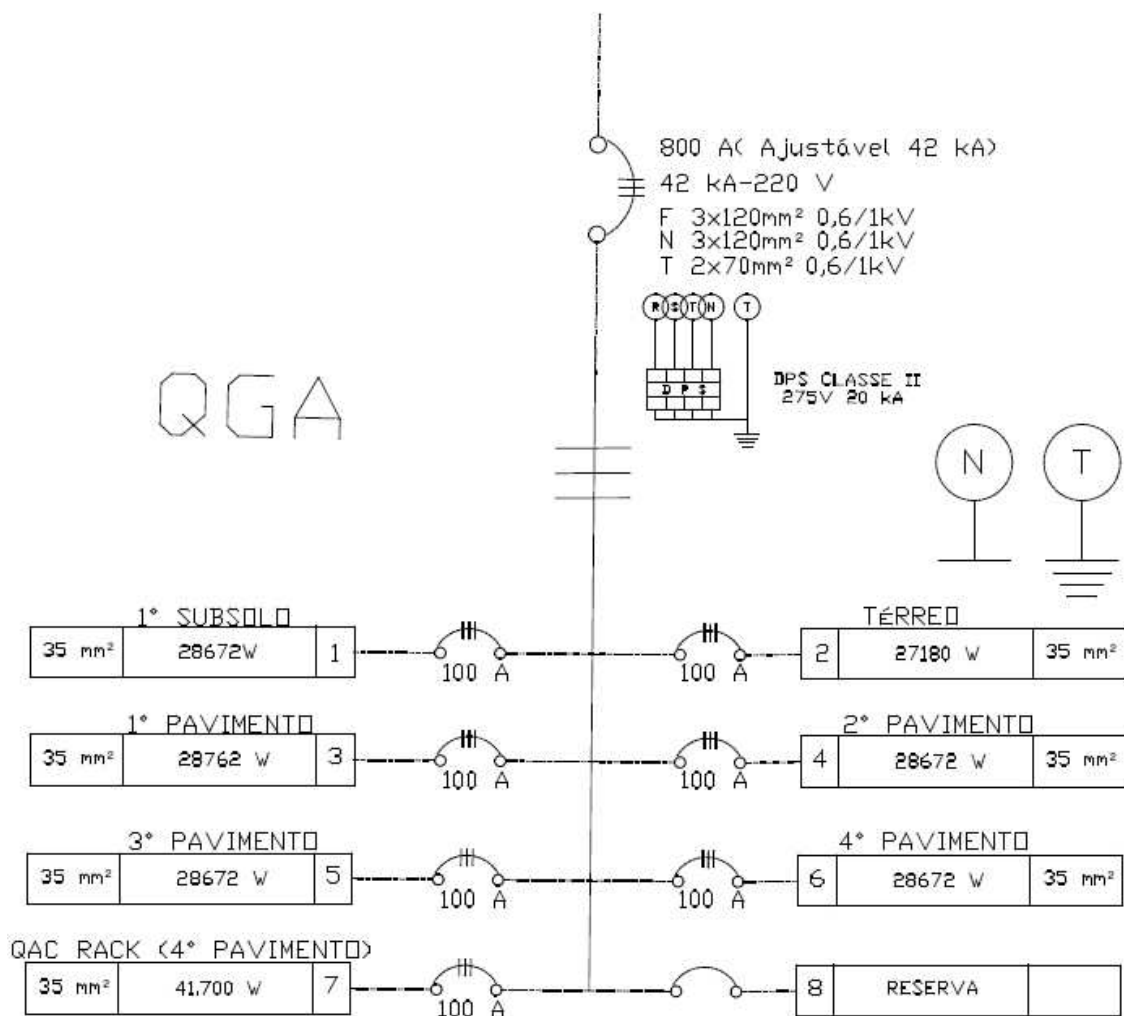 800 A( Ajustável 42 kA)
42 kA-220 V
F 3x120mm² 0,6/1kV
N 3x120mm² 0,6/1kV
T 2x70mm² 0,6/1kV
R S T N T
D P S
DPS CLASSE II
275V 20 kA
QGA
N T
1° SUBSOLO
35 mm² 28672W 1
100 A
TÉRREO
100 A
2 27180 W 35 mm²
1° PAVIMENTO
35 mm² 28762 W 3
100 A
2° PAVIMENTO
100 A
4 28672 W 35 mm²
3° PAVIMENTO
35 mm² 28672 W 5
100 A
4° PAVIMENTO
100 A
6 28672 W 35 mm²
QAC RACK (4° PAVIMENTO)
35 mm² 41.700 W 7
100 A
8 RESERVA